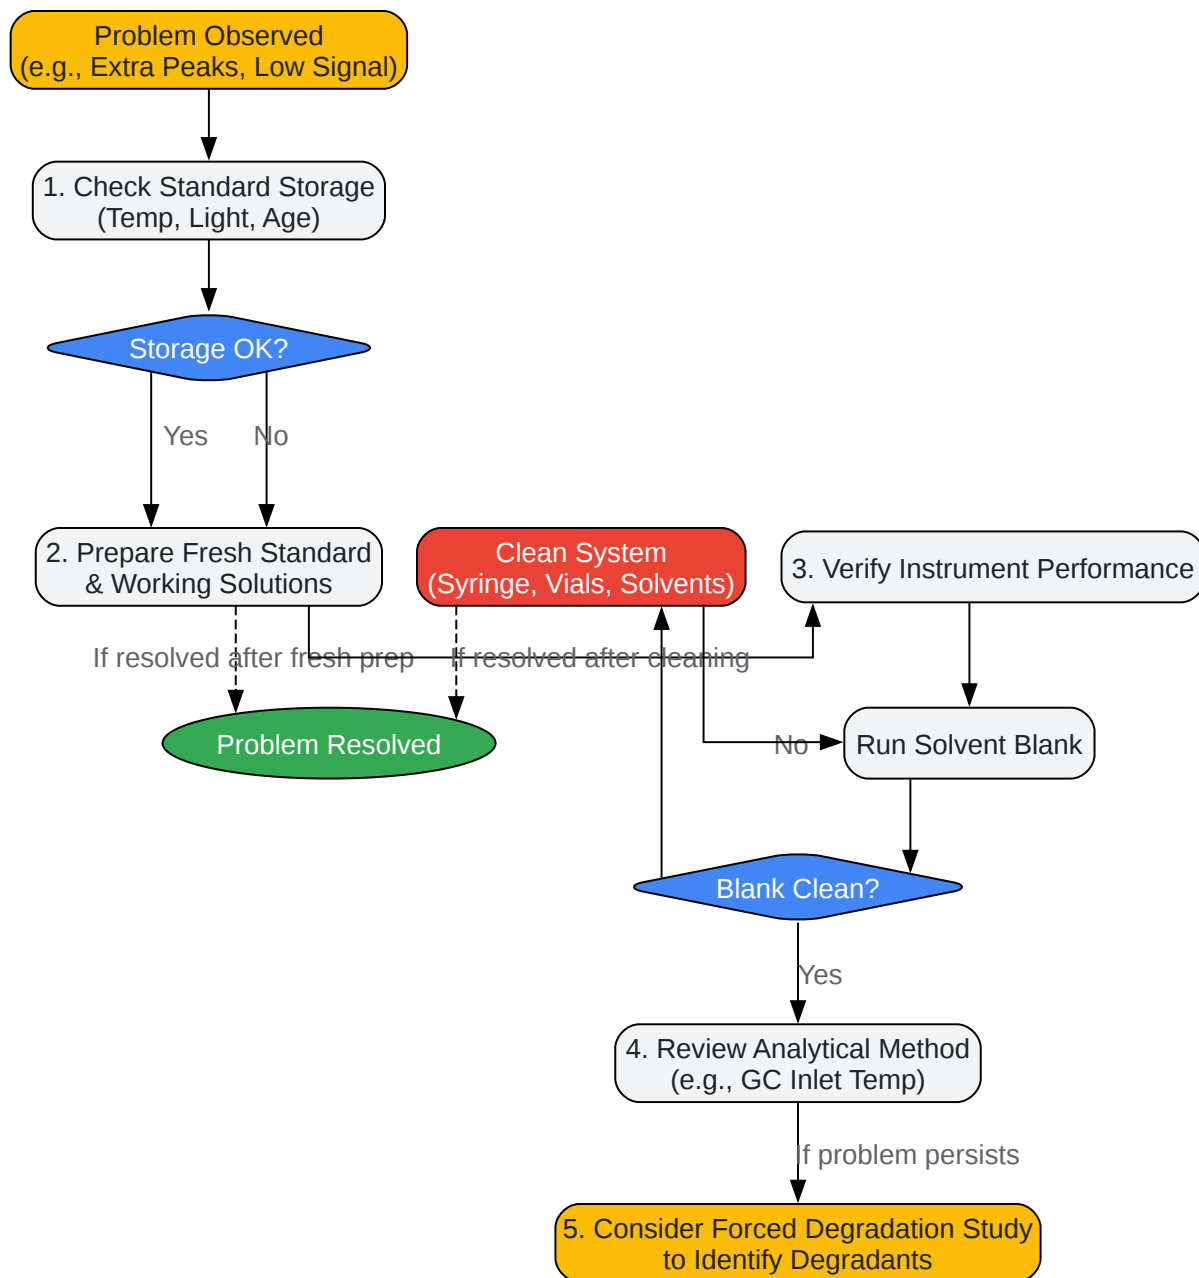 Problem Observed
(e.g., Extra Peaks, Low Signal)
1. Check Standard Storage
(Temp, Light, Age)
Storage OK?
Yes
No
2. Prepare Fresh Standard
& Working Solutions
Clean System
(Syringe, Vials, Solvents)
3. Verify Instrument Performance
If resolved after fresh prep
If resolved after cleaning
Problem Resolved
No
Run Solvent Blank
Blank Clean?
Yes
4. Review Analytical Method
(e.g., GC Inlet Temp)
If problem persists
5. Consider Forced Degradation Study
to Identify Degradants